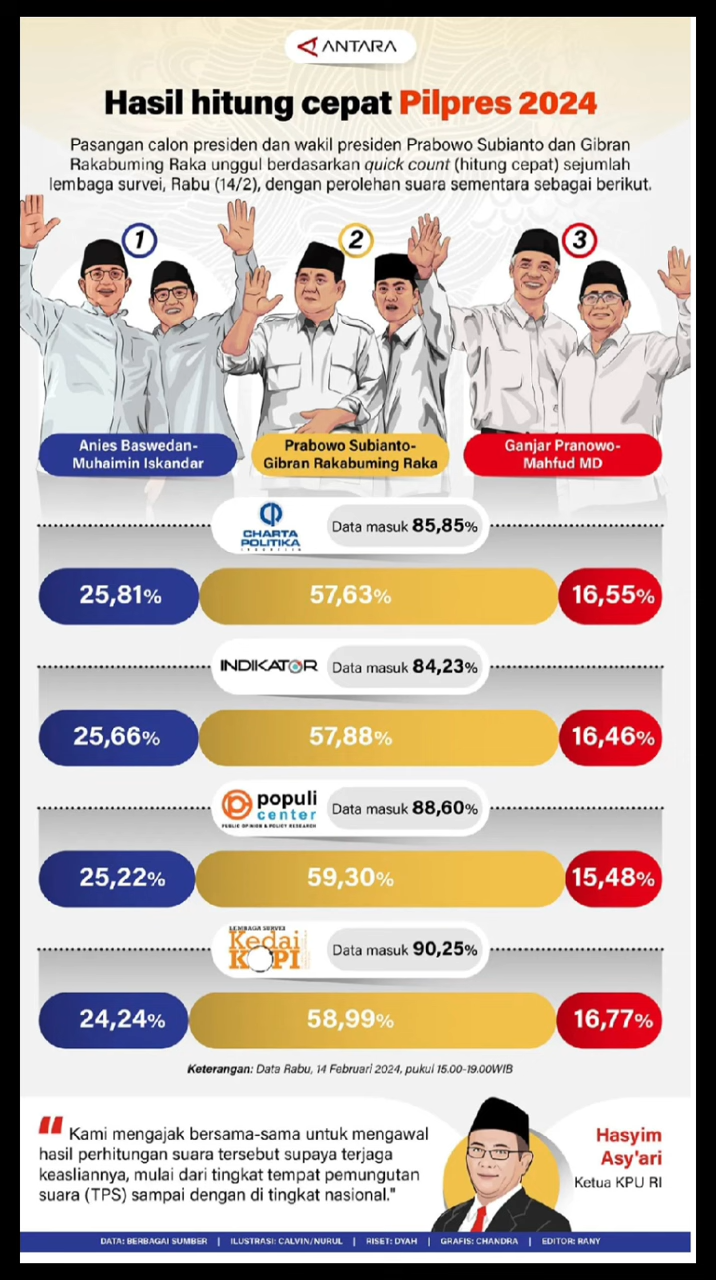 ANTARA
Hasil hitung cepat Pilpres 2024
Pasangan calon presiden dan wakil presiden Prabowo Subianto dan Gibran
Rakabuming Raka unggul berdasarkan quick count (hitung cepat) sejumlah
lembaga survei, Rabu (14/2), dengan perolehan suara sementara sebagai berikut.
1
2
3
Anies Baswedan-
Muhaimin Iskandar
Prabowo Subianto-
Gibran Rakabuming Raka
Ganjar Pranowo-
Mahfud MD
CHARTA
POLITIKA
INDONESIA
Data masuk 85,85%
25,81%
57,63%
16,55%
INDIKATOR
Data masuk 84,23%
25,66%
57,88%
16,46%
populi
center
PUBLIC OPINION & POLICY RESEARCH
Data masuk 88,60%
25,22%
59,30%
15,48%
LEMBAGA SURVEI
Kedai
KOPI
Data masuk 90,25%
24,24%
58,99%
16,77%
Keterangan: Data Rabu, 14 Februari 2024, pukul 15.00-19.00WIB
" Kami mengajak bersama-sama untuk mengawal
hasil perhitungan suara tersebut supaya terjaga
keasliannya, mulai dari tingkat tempat pemungutan
suara (TPS) sampai dengan di tingkat nasional."
Hasyim
Asy'ari
Ketua KPU RI
DATA: BERBAGAI SUMBER | ILUSTRASI: CALVIN/NURUL | RISET: DYAH | GRAFIS: CHANDRA | EDITOR: RANY